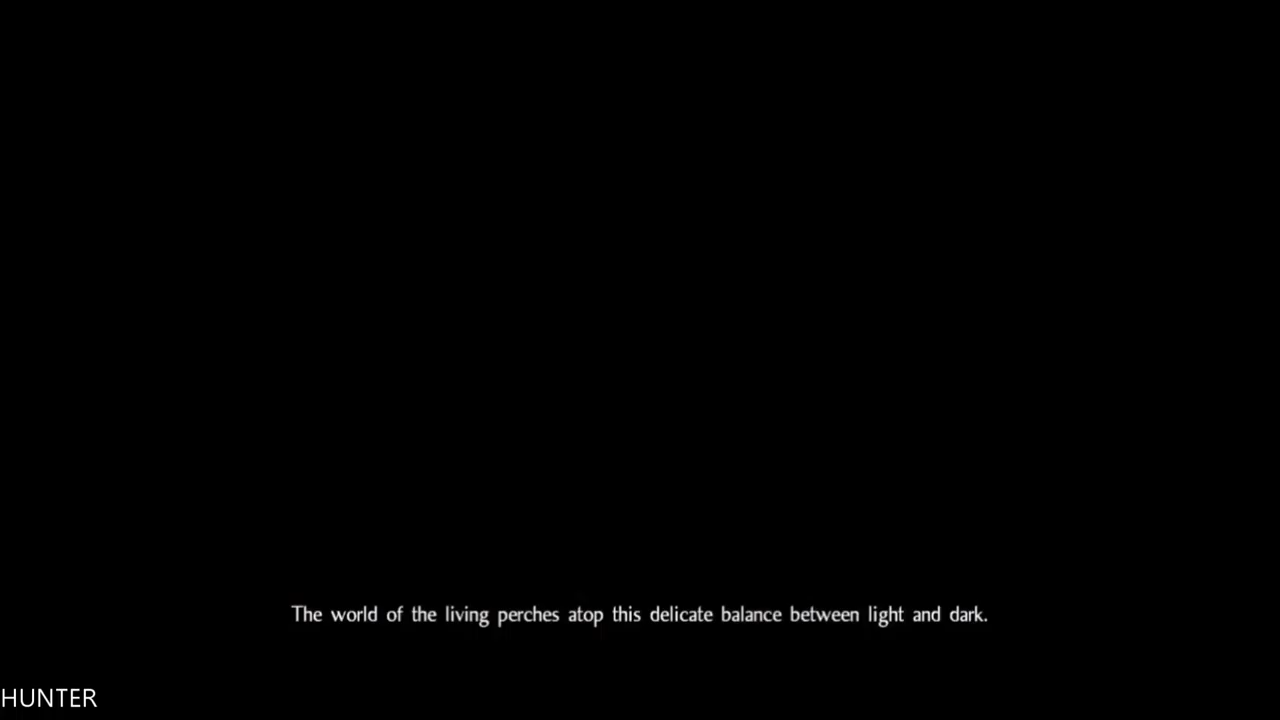 The world of the living perches atop this delicate balance between light and dark.
HUNTER